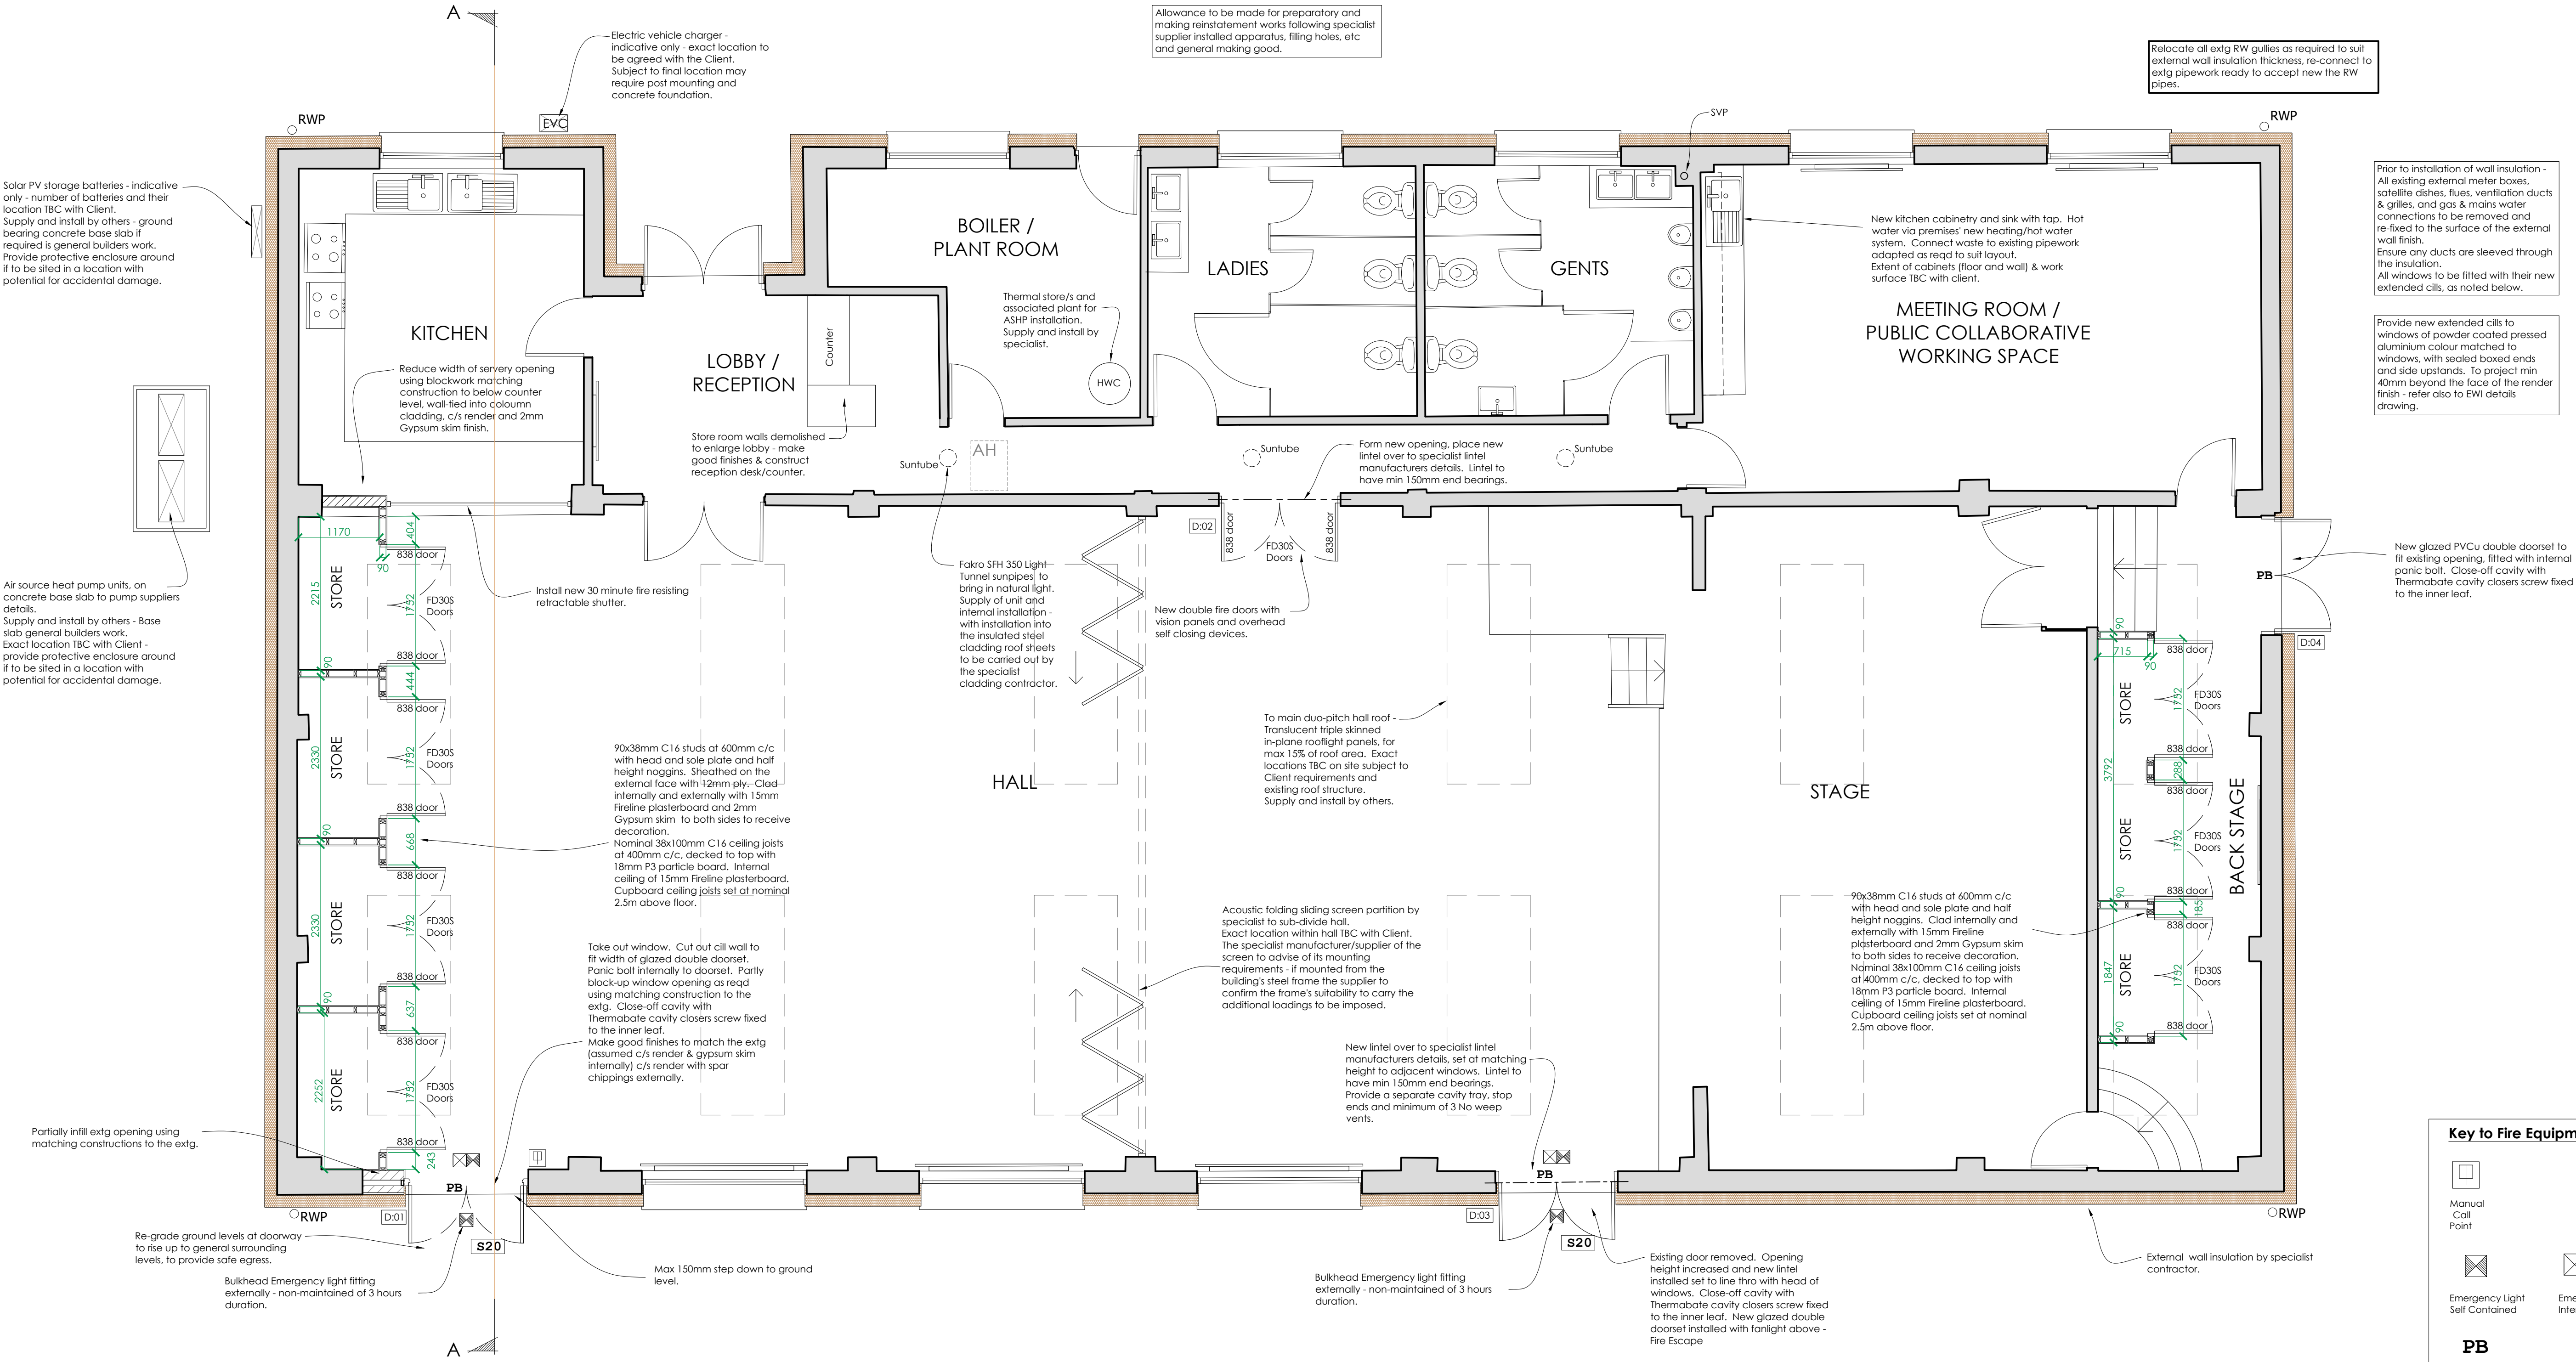 A
Electric vehicle charger -
indicative only - exact location to
be agreed with the Client.
Subject to final location may
require post mounting and
concrete foundation.
Allowance to be made for preparatory and
making reinstatement works following specialist
supplier installed apparatus, filling holes, etc
and general making good.
Relocate all extg RW gullies as required to suit
external wall insulation thickness, re-connect to
extg pipework ready to accept new the RW
pipes.
RWP
EVC
SVP
RWP
Solar PV storage batteries - indicative
only - number of batteries and their
location TBC with Client.
Supply and install by others - ground
bearing concrete base slab if
required is general builders work.
Provide protective enclosure around
if to be sited in a location with
potential for accidental damage.
Prior to installation of wall insulation -
All existing external meter boxes,
satellite dishes, flues, ventilation ducts
& grilles, and gas & mains water
connections to be removed and
re-fixed to the surface of the external
wall finish.
Ensure any ducts are sleeved through
the insulation.
All windows to be fitted with their new
extended cills, as noted below.
Provide new extended cills to
windows of powder coated pressed
aluminium colour matched to
windows, with sealed boxed ends
and side upstands. To project min
40mm beyond the face of the render
finish - refer also to EWI details
drawing.
KITCHEN
Reduce width of servery opening
using blockwork matching
construction to below counter
level, wall-tied into coloumn
cladding, c/s render and 2mm
Gypsum skim finish.
LOBBY /
RECEPTION
Counter
Store room walls demolished
to enlarge lobby - make
good finishes & construct
reception desk/counter.
BOILER /
PLANT ROOM
Thermal store/s and
associated plant for
ASHP installation.
Supply and install by
specialist.
HWC
LADIES
GENTS
New kitchen cabinetry and sink with tap. Hot
water via premises' new heating/hot water
system. Connect waste to existing pipework
adapted as reqd to suit layout.
Extent of cabinets (floor and wall) & work
surface TBC with client.
MEETING ROOM /
PUBLIC COLLABORATIVE
WORKING SPACE
Suntube
AH
Suntube
Suntube
Form new opening, place new
lintel over to specialist lintel
manufacturers details. Lintel to
have min 150mm end bearings.
D:02
838 door
FD30S
Doors
838 door
New double fire doors with
vision panels and overhead
self closing devices.
Air source heat pump units, on
concrete base slab to pump suppliers
details.
Supply and install by others - Base
slab general builders work.
Exact location TBC with Client -
provide protective enclosure around
if to be sited in a location with
potential for accidental damage.
1170
90
404
838 door
2215
STORE
1752
FD30S
Doors
838 door
90
444
838 door
2330
STORE
1752
FD30S
Doors
838 door
90
668
838 door
2330
STORE
1752
FD30S
Doors
838 door
90
637
838 door
2252
STORE
1752
FD30S
Doors
838 door
243
Install new 30 minute fire resisting
retractable shutter.
Fakro SFH 350 Light
Tunnel sunpipes to
bring in natural light.
Supply of unit and
internal installation -
with installation into
the insulated steel
cladding roof sheets
to be carried out by
the specialist
cladding contractor.
90x38mm C16 studs at 600mm c/c
with head and sole plate and half
height noggins. Sheathed on the
external face with 12mm ply. Clad
internally and externally with 15mm
Fireline plasterboard and 2mm
Gypsum skim to both sides to receive
decoration.
Nominal 38x100mm C16 ceiling joists
at 400mm c/c, decked to top with
18mm P3 particle board. Internal
ceiling of 15mm Fireline plasterboard.
Cupboard ceiling joists set at nominal
2.5m above floor.
HALL
To main duo-pitch hall roof -
Translucent triple skinned
in-plane rooflight panels, for
max 15% of roof area. Exact
locations TBC on site subject to
Client requirements and
existing roof structure.
Supply and install by others.
STAGE
Take out window. Cut out cill wall to
fit width of glazed double doorset.
Panic bolt internally to doorset. Partly
block-up window opening as reqd
using matching construction to the
extg. Close-off cavity with
Thermabate cavity closers screw fixed
to the inner leaf.
Make good finishes to match the extg
(assumed c/s render & gypsum skim
internally) c/s render with spar
chippings externally.
Acoustic folding sliding screen partition by
specialist to sub-divide hall.
Exact location within hall TBC with Client.
The specialist manufacturer/supplier of the
screen to advise of its mounting
requirements - if mounted from the
building's steel frame the supplier to
confirm the frame's suitability to carry the
additional loadings to be imposed.
90x38mm C16 studs at 600mm c/c
with head and sole plate and half
height noggins. Clad internally and
externally with 15mm Fireline
plasterboard and 2mm Gypsum skim
to both sides to receive decoration.
Nominal 38x100mm C16 ceiling joists
at 400mm c/c, decked to top with
18mm P3 particle board. Internal
ceiling of 15mm Fireline plasterboard.
Cupboard ceiling joists set at nominal
2.5m above floor.
New lintel over to specialist lintel
manufacturers details, set at matching
height to adjacent windows. Lintel to
have min 150mm end bearings.
Provide a separate cavity tray, stop
ends and minimum of 3 No weep
vents.
PB
New glazed PVCu double doorset to
fit existing opening, fitted with internal
panic bolt. Close-off cavity with
Thermabate cavity closers screw fixed
to the inner leaf.
D:04
90
715
90
838 door
STORE
1752
FD30S
Doors
838 door
3792
288
838 door
STORE
1752
FD30S
Doors
BACK STAGE
838 door
90
185
838 door
1847
STORE
1752
FD30S
Doors
838 door
90
Partially infill extg opening using
matching constructions to the extg.
RWP
D:01
PB
S20
Re-grade ground levels at doorway
to rise up to general surrounding
levels, to provide safe egress.
Bulkhead Emergency light fitting
externally - non-maintained of 3 hours
duration.
Max 150mm step down to ground
level.
D:03
PB
S20
Bulkhead Emergency light fitting
externally - non-maintained of 3 hours
duration.
Existing door removed. Opening
height increased and new lintel
installed set to line thro with head of
windows. Close-off cavity with
Thermabate cavity closers screw fixed
to the inner leaf. New glazed double
doorset installed with fanlight above -
Fire Escape
RWP
External wall insulation by specialist
contractor.
Key to Fire Equipm
Manual
Call
Point
Emergency Light
Self Contained
Eme
Inter
PB
A